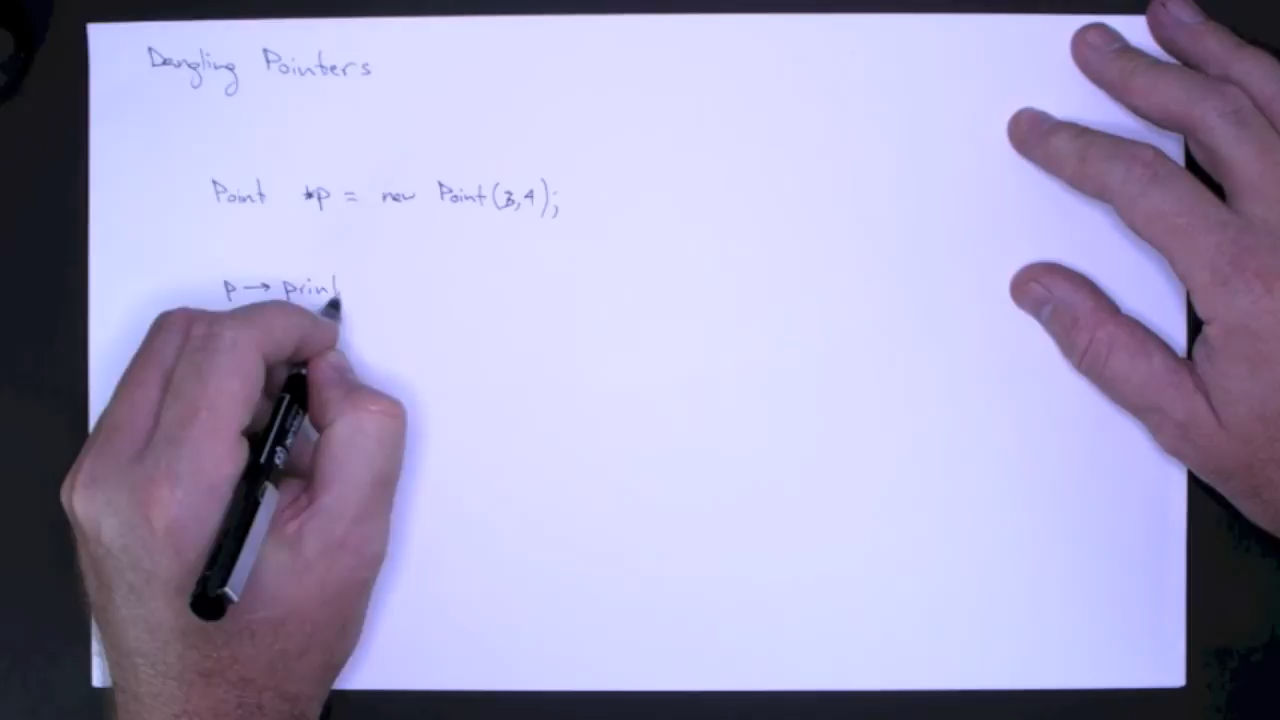 Dangling Pointers
Point *p = new Point(3,4);
p → print